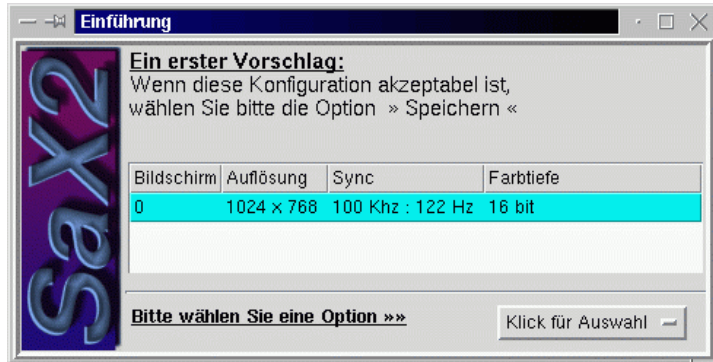 Einführung
SaX2
Ein erster Vorschlag:
Wenn diese Konfiguration akzeptabel ist,
wählen Sie bitte die Option » Speichern «
Bildschirm Auflösung Sync Farbtiefe
0 1024 x 768 100 Khz : 122 Hz 16 bit
Bitte wählen Sie eine Option »»
Klick für Auswahl